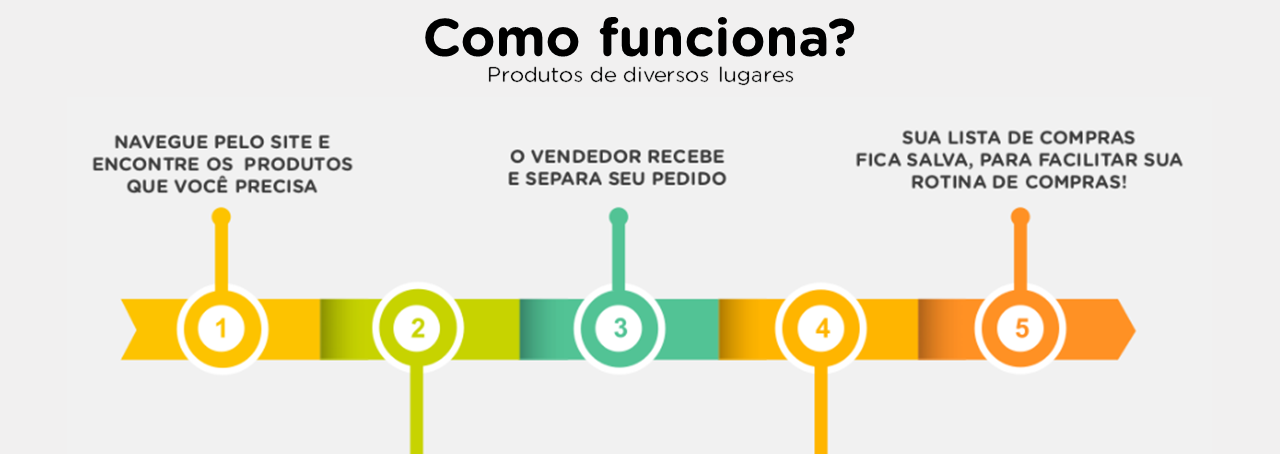 Como funciona?
Produtos de diversos lugares
NAVEGUE PELO SITE E
ENCONTRE OS PRODUTOS
QUE VOCÊ PRECISA
O VENDEDOR RECEBE
E SEPARA SEU PEDIDO
SUA LISTA DE COMPRAS
FICA SALVA, PARA FACILITAR SUA
ROTINA DE COMPRAS!
1
2
3
4
5